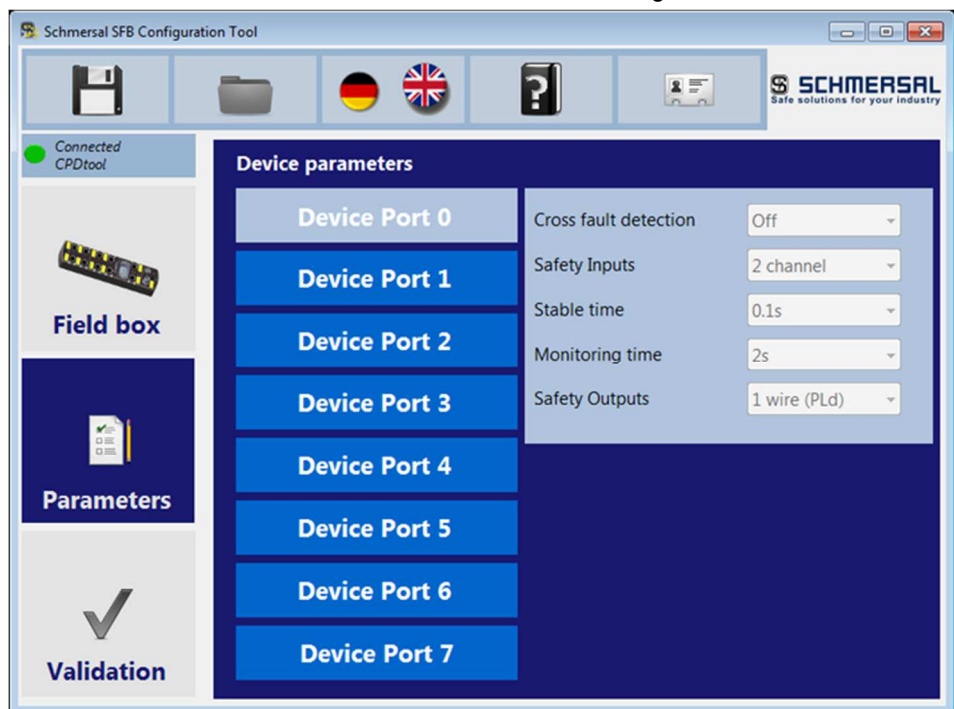 Schmersal SFB Configuration Tool
?
SCHMERSAL
Safe solutions for your industry
Connected
CPDtool
Device parameters
Field box
Parameters
Validation
Device Port 0
Device Port 1
Device Port 2
Device Port 3
Device Port 4
Device Port 5
Device Port 6
Device Port 7
Cross fault detection Off
Safety Inputs 2 channel
Stable time 0.1s
Monitoring time 2s
Safety Outputs 1 wire (PLd)